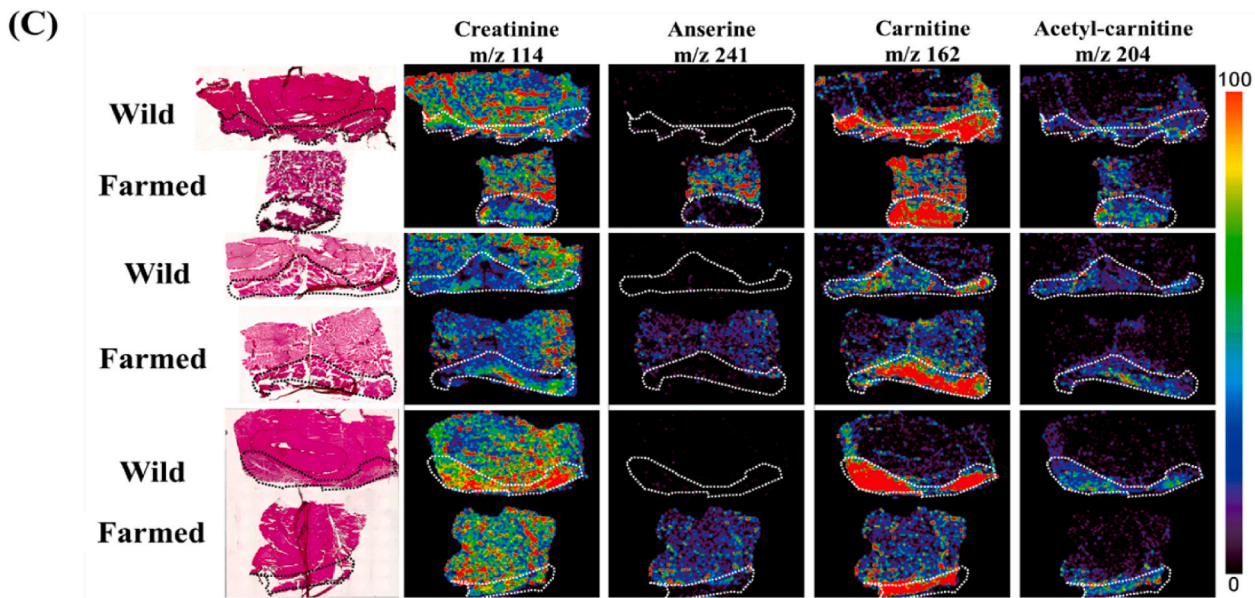 (C)
Creatinine Anserine Carnitine Acetyl-carnitine
m/z 114 m/z 241 m/z 162 m/z 204
100
Wild
Farmed
Wild
Farmed
Wild
Farmed
0